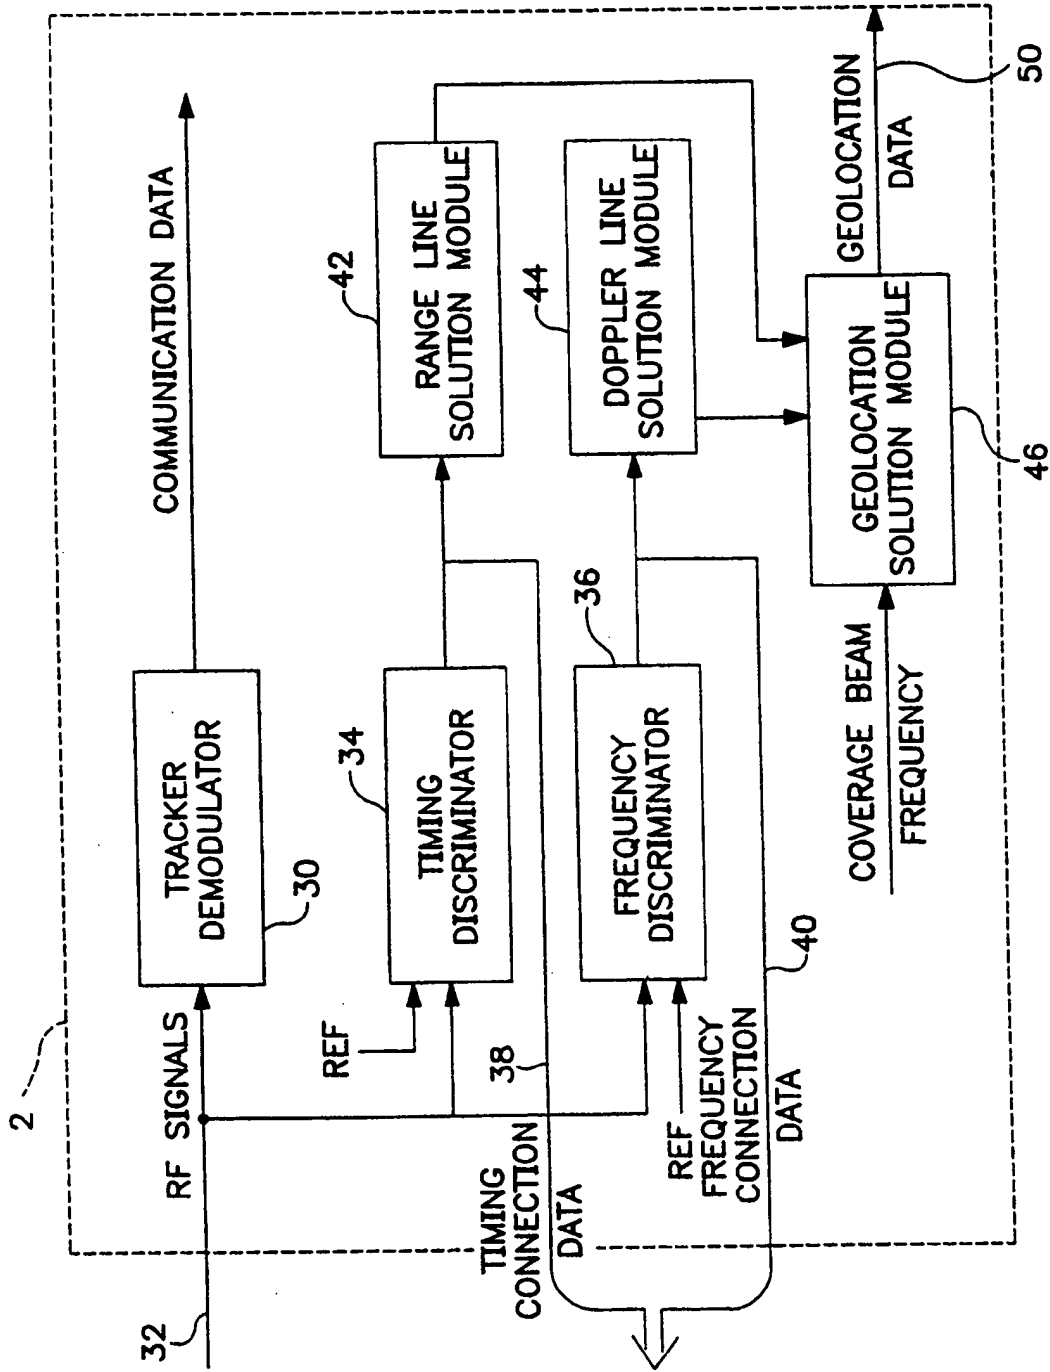 2
32
RF SIGNALS
TRACKER
DEMODULATOR
30
COMMUNICATION DATA
REF
TIMING
DISCRIMINATOR
34
RANGE LINE
SOLUTION MODULE
42
TIMING
CONNECTION
DATA
38
REF
FREQUENCY
CONNECTION
DATA
FREQUENCY
DISCRIMINATOR
36
DOPPLER LINE
SOLUTION MODULE
44
40
COVERAGE BEAM
FREQUENCY
GEOLOCATION
SOLUTION MODULE
46
GEOLOCATION
DATA
50